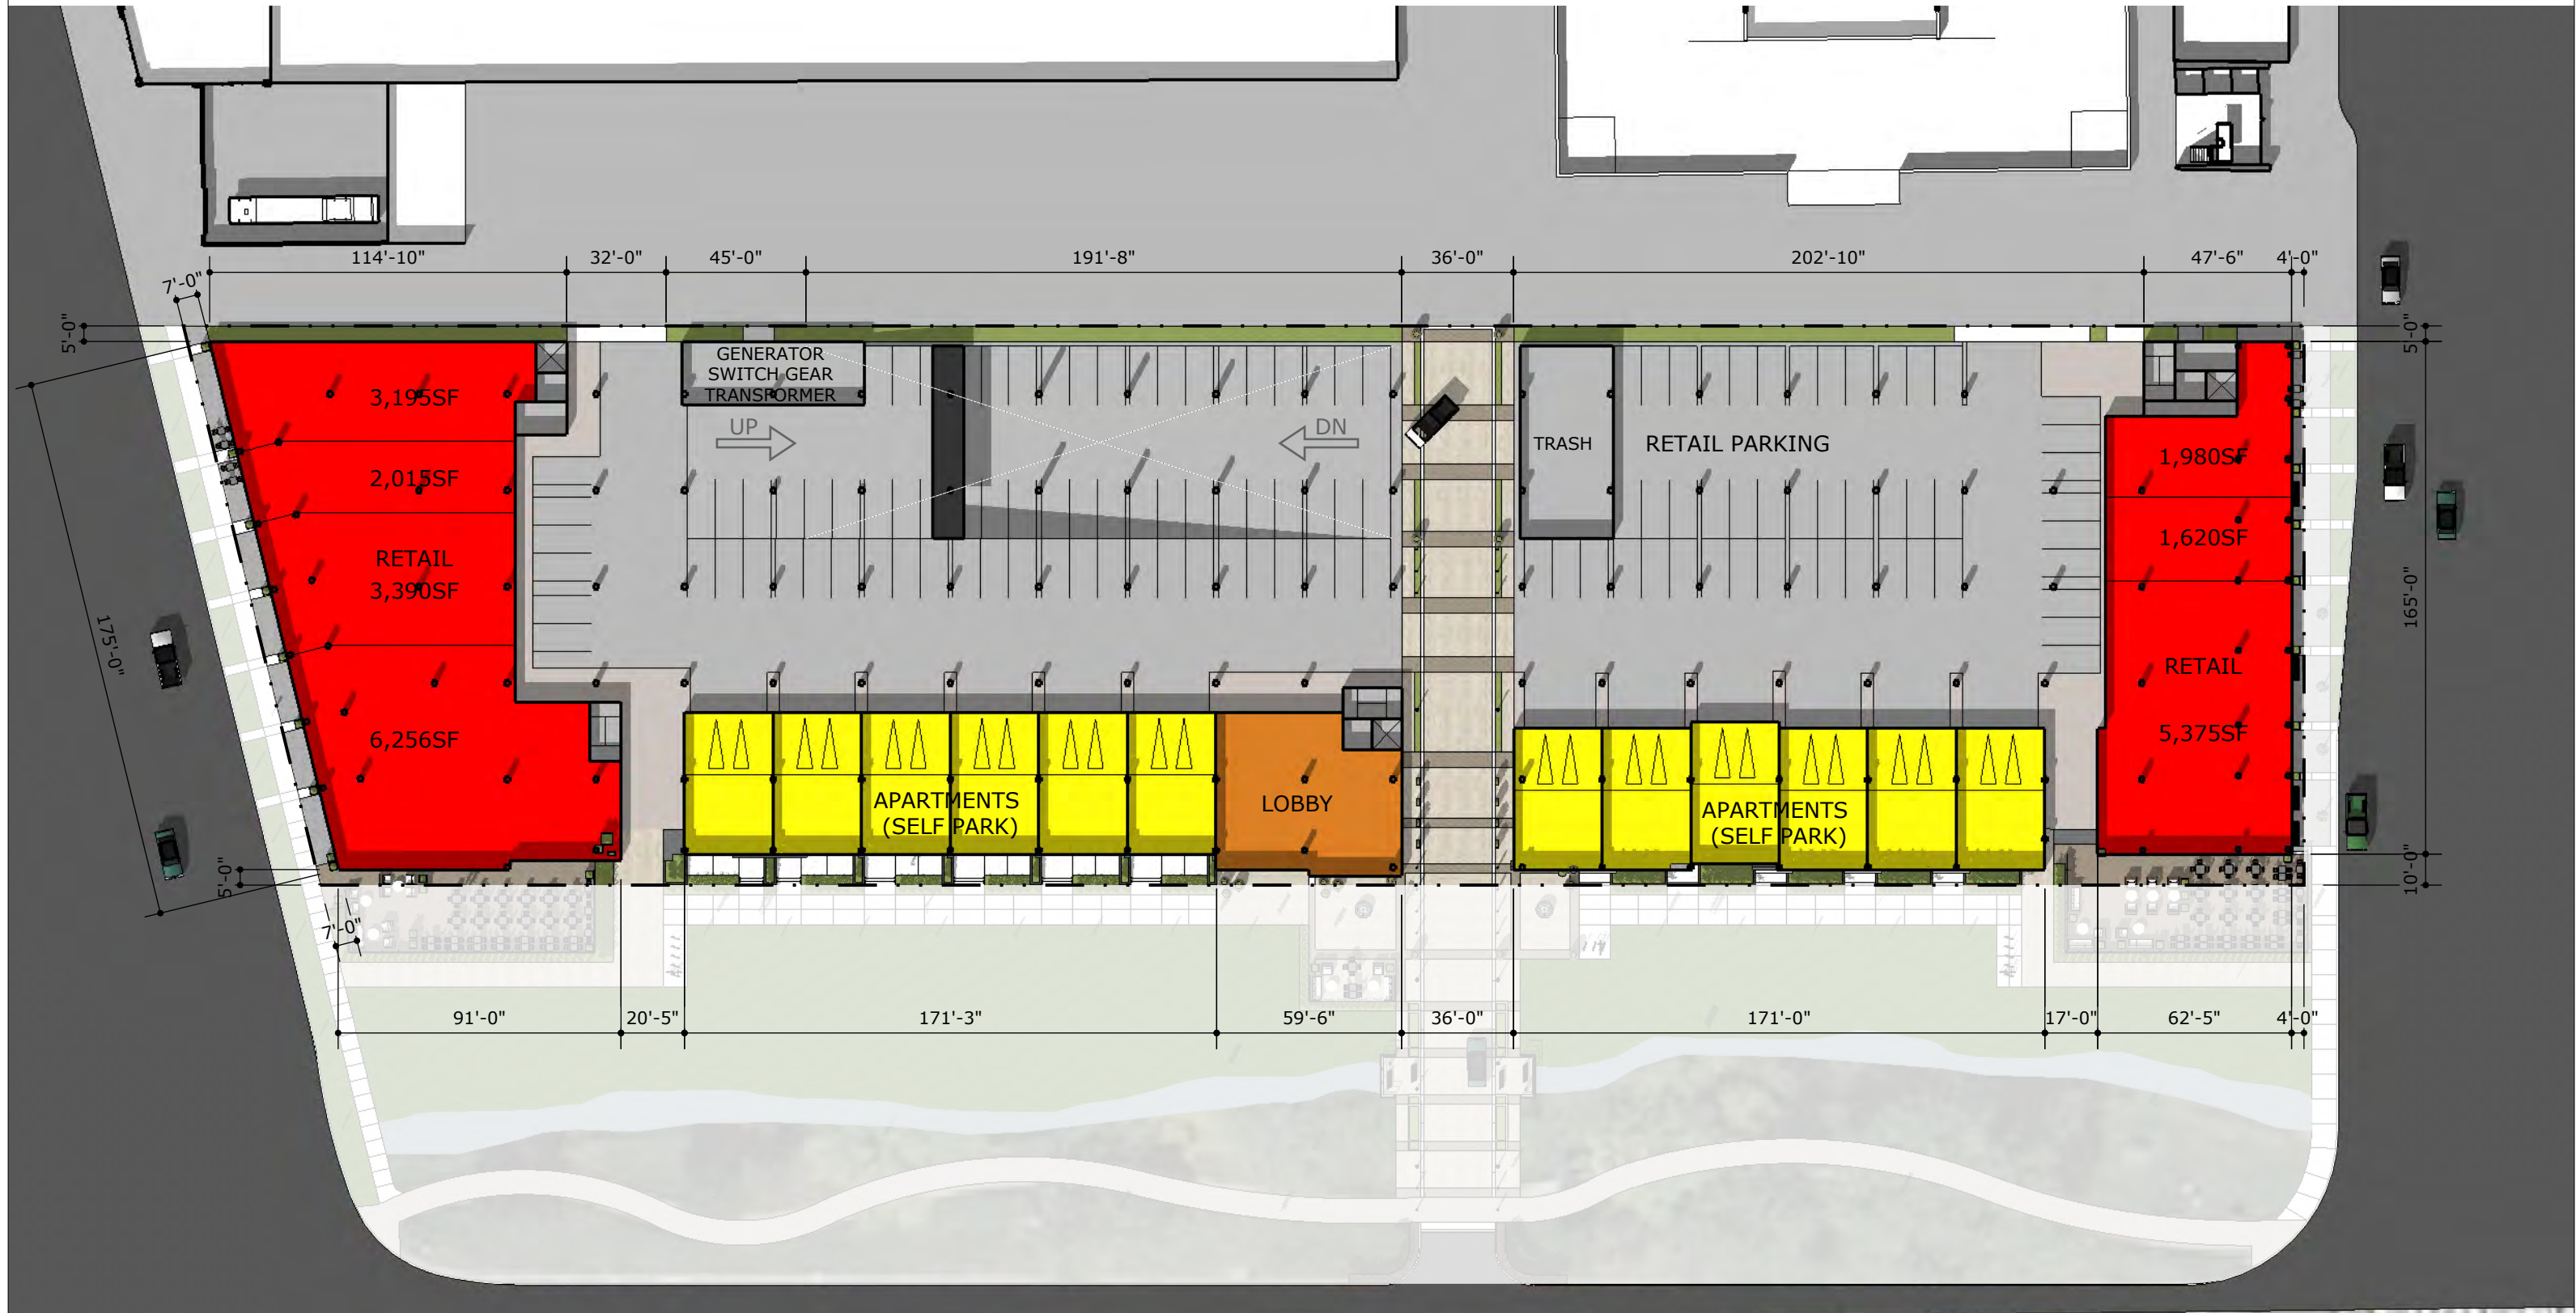 114'-10"
32'-0"
45'-0"
191'-8"
36'-0"
202'-10"
47'-6"
4'-0"
7'-0"
5'-0"
5'-0"
GENERATOR
SWITCH GEAR
TRANSFORMER
3,195SF
UP
DN
TRASH
RETAIL PARKING
1,980SF
2,015SF
1,620SF
RETAIL
3,390SF
175'-0"
165'-0"
RETAIL
5,375SF
6,256SF
APARTMENTS
(SELF PARK)
LOBBY
APARTMENTS
(SELF PARK)
5'-0"
10'-0"
7'-0"
91'-0"
20'-5"
171'-3"
59'-6"
36'-0"
171'-0"
17'-0"
62'-5"
4'-0"